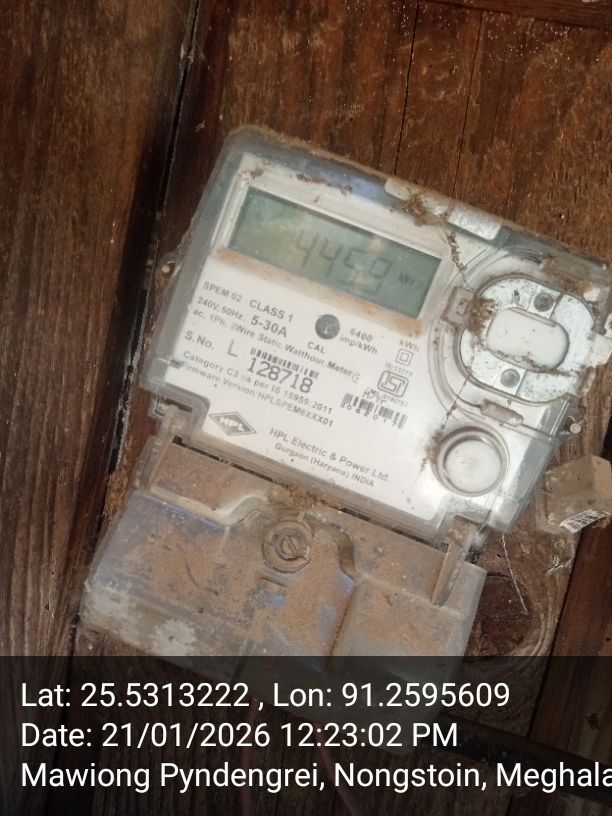 4459 kWh
SPEM 02 CLASS 1
240V, 50Hz, 5-30A
CAL
6400 imp/kWh
kWh
ac, 1Ph, 2Wire Static Watthour Meter
S.No. L 128718
Category C3 as per IS 15959:2011
Firmware Version:HPLSPEM6XXX01
HPL
HPL Electric & Power Ltd.
Gurgaon (Haryana) INDIA
Lat: 25.5313222 , Lon: 91.2595609
Date: 21/01/2026 12:23:02 PM
Mawiong Pyndengrei, Nongstoin, Meghala